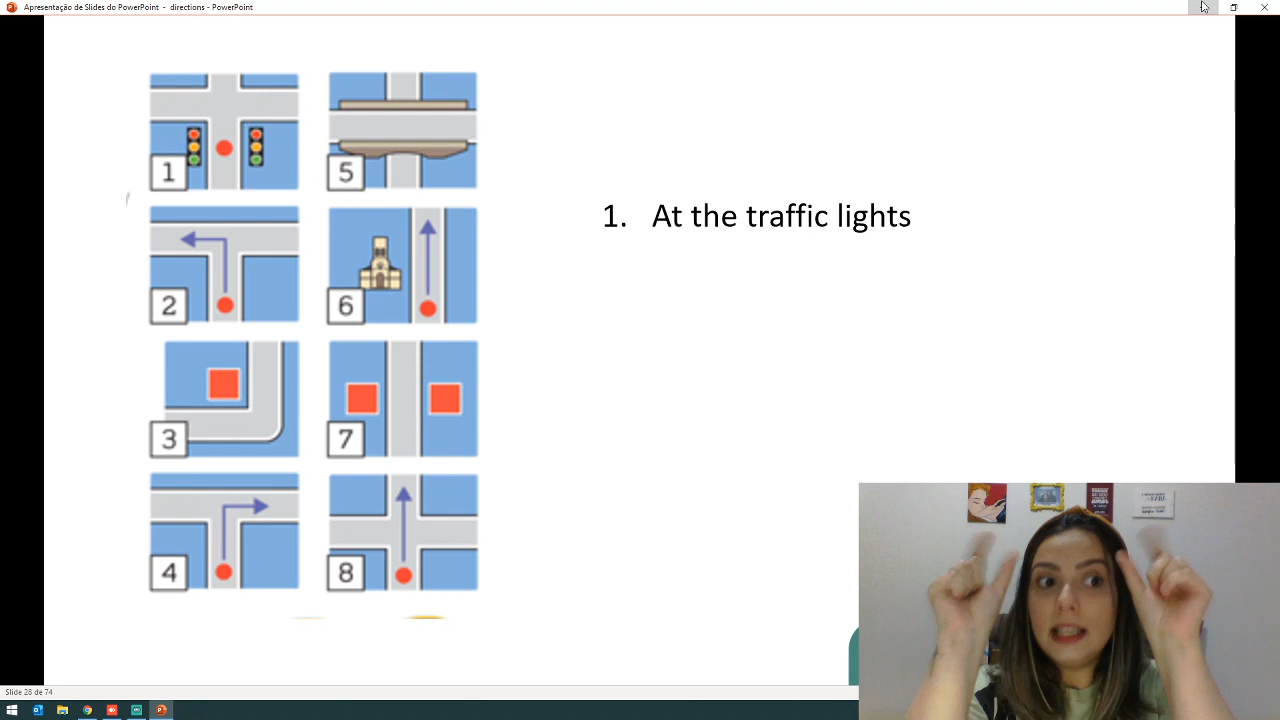 Apresentação de Slides do PowerPoint - directions - PowerPoint
1
5
1. At the traffic lights
2
6
3
7
4
8
Slide 28 de 74